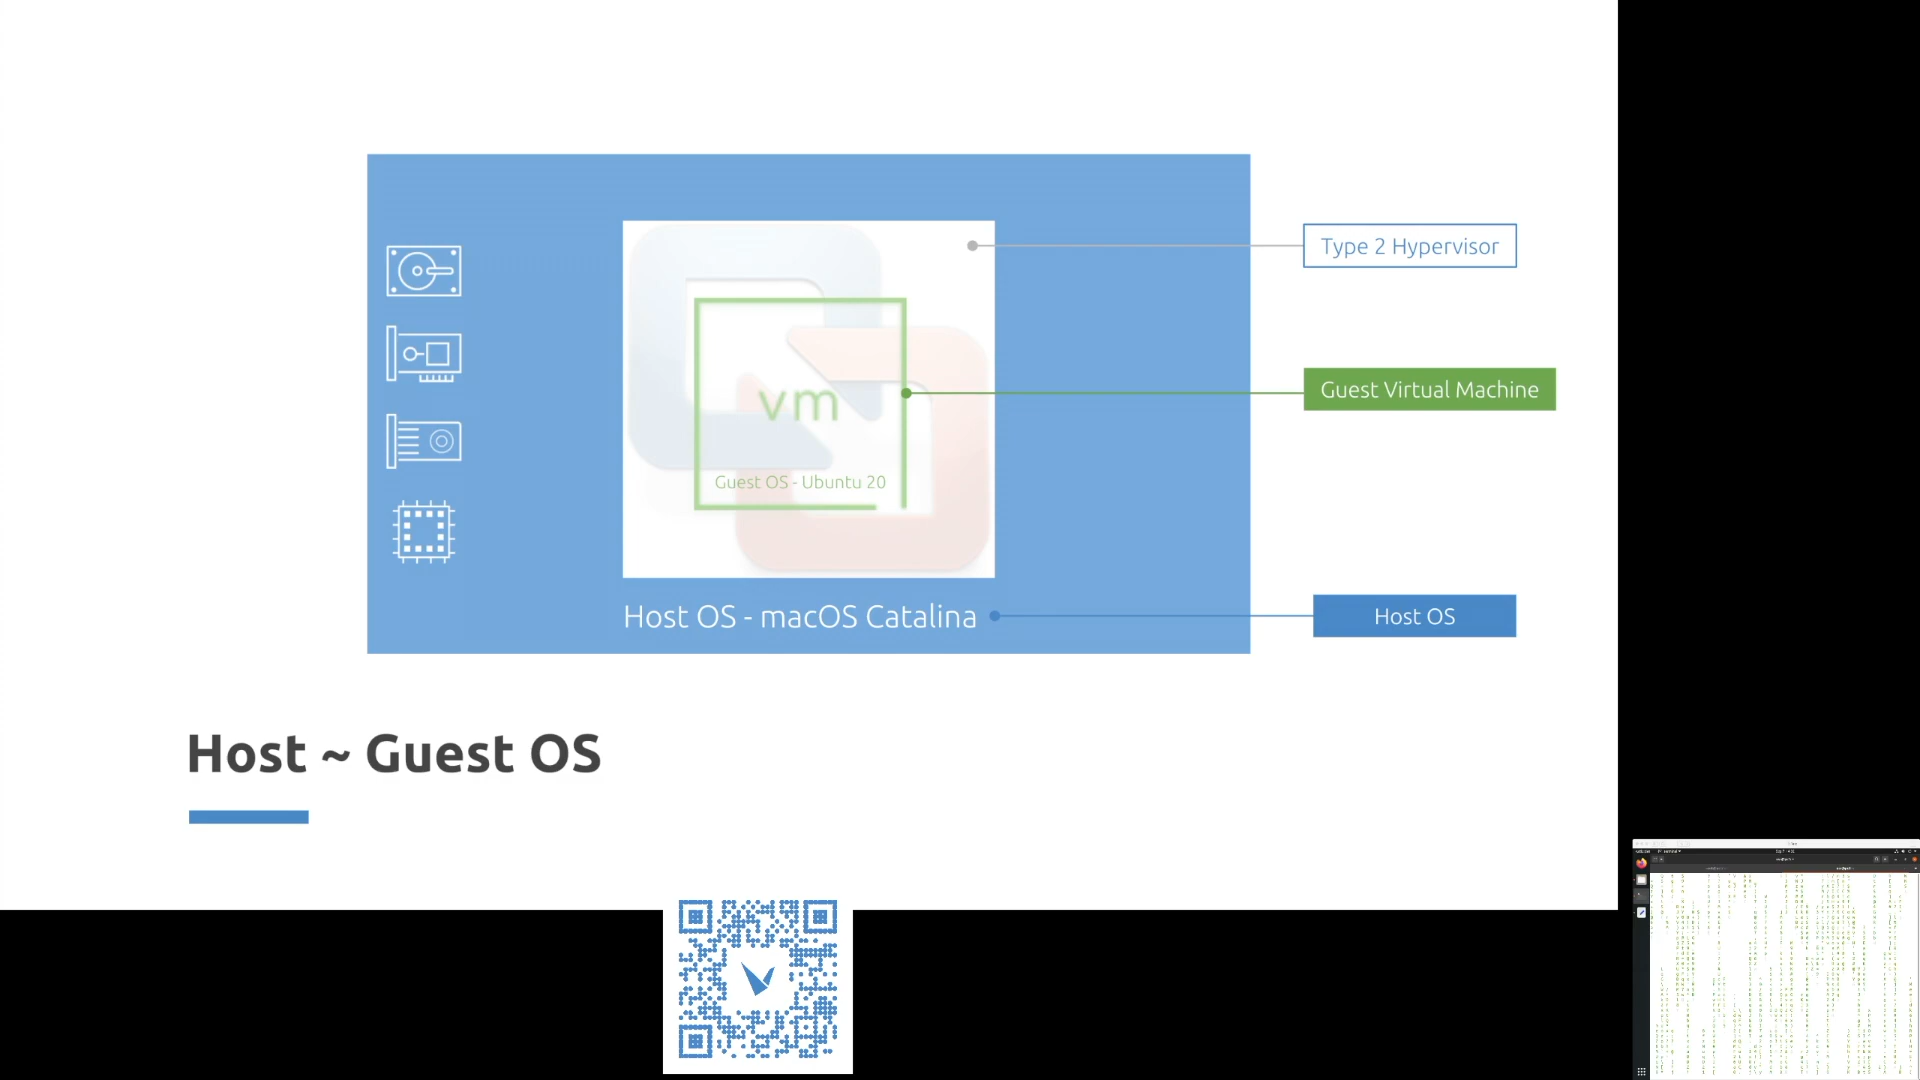 Type 2 Hypervisor
vm
Guest Virtual Machine
Guest OS - Ubuntu 20
Host OS - macOS Catalina
Host OS
Host ~ Guest OS